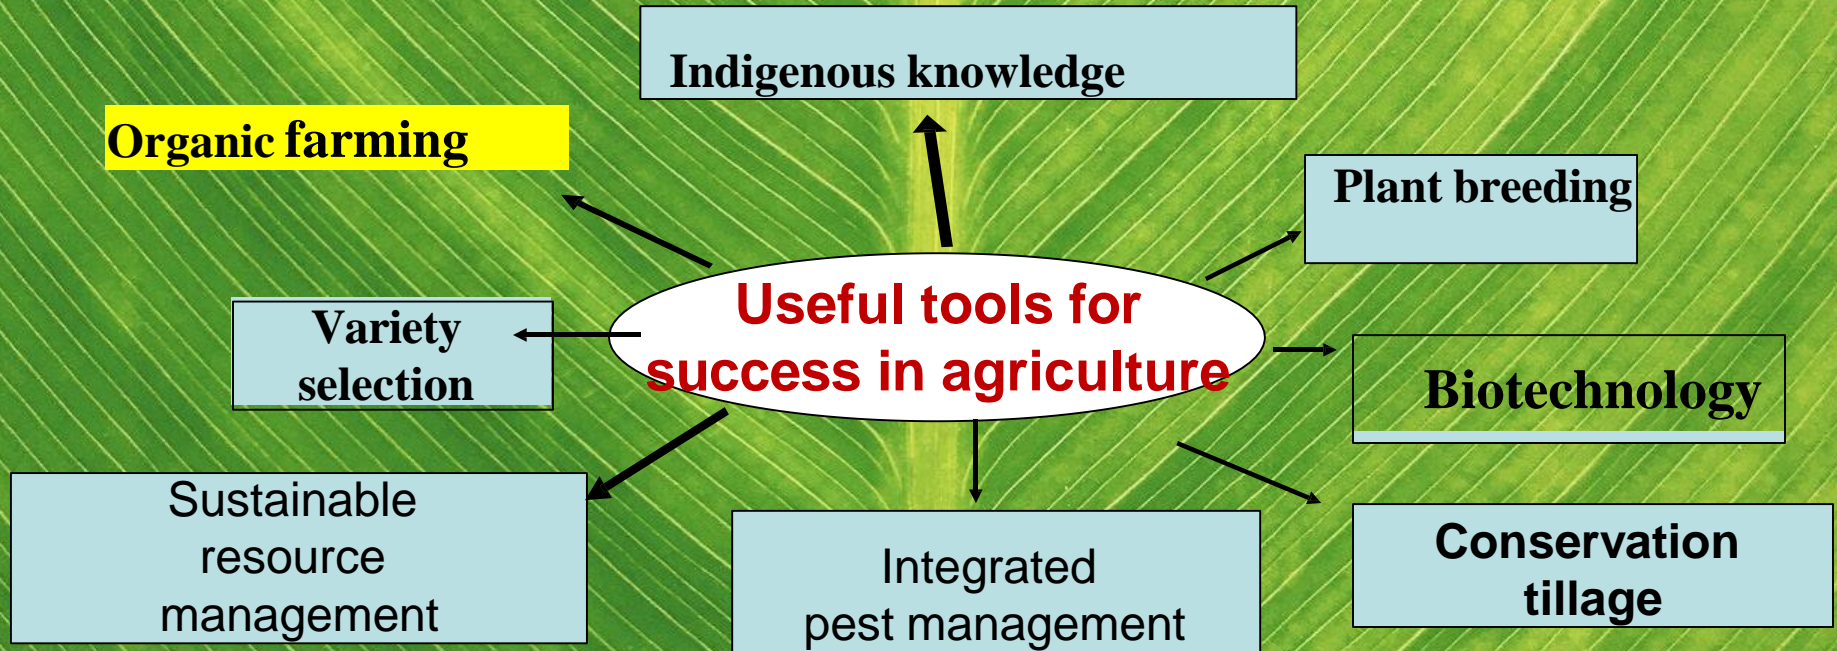 Indigenous knowledge
Organic farming
Plant breeding
Useful tools for
success in agriculture
Variety
selection
Biotechnology
Sustainable
resource
management
Integrated
pest management
Conservation
tillage